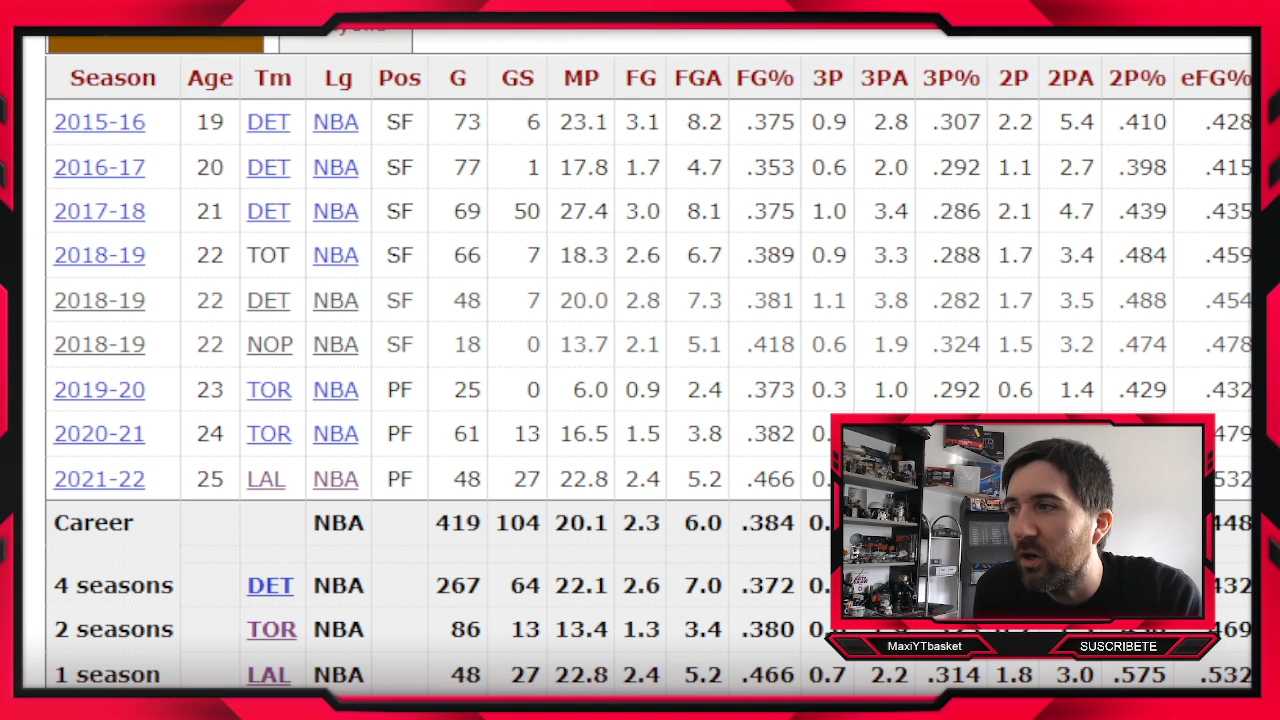 Season Age Tm Lg Pos G GS MP FG FGA FG% 3P 3PA 3P% 2P 2PA 2P% eFG%
2015-16 19 DET NBA SF 73 6 23.1 3.1 8.2 .375 0.9 2.8 .307 2.2 5.4 .410 .428
2016-17 20 DET NBA SF 77 1 17.8 1.7 4.7 .353 0.6 2.0 .292 1.1 2.7 .398 .415
2017-18 21 DET NBA SF 69 50 27.4 3.0 8.1 .375 1.0 3.4 .286 2.1 4.7 .439 .435
2018-19 22 TOT NBA SF 66 7 18.3 2.6 6.7 .389 0.9 3.3 .288 1.7 3.4 .484 .459
2018-19 22 DET NBA SF 48 7 20.0 2.8 7.3 .381 1.1 3.8 .282 1.7 3.5 .488 .454
2018-19 22 NOP NBA SF 18 0 13.7 2.1 5.1 .418 0.6 1.9 .324 1.5 3.2 .474 .478
2019-20 23 TOR NBA PF 25 0 6.0 0.9 2.4 .373 0.3 1.0 .292 0.6 1.4 .429 .432
2020-21 24 TOR NBA PF 61 13 16.5 1.5 3.8 .382 0. 479
2021-22 25 LAL NBA PF 48 27 22.8 2.4 5.2 .466 0. 532
Career NBA 419 104 20.1 2.3 6.0 .384 0. 448
4 seasons DET NBA 267 64 22.1 2.6 7.0 .372 0. 432
2 seasons TOR NBA 86 13 13.4 1.3 3.4 .380 469
MaxiYTbasket SUSCRIBETE
1 season LAL NBA 48 27 22.8 2.4 5.2 .466 0.7 2.2 .314 1.8 3.0 .575 .532